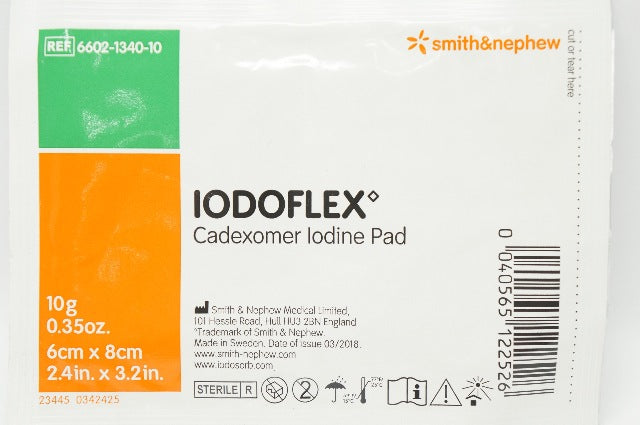 REF 6602-1340-10
smith&nephew
cut or tear here
IODOFLEX◊
Cadexomer Iodine Pad
10g
0.35oz.
6cm x 8cm
2.4in. x 3.2in.
Smith & Nephew Medical Limited,
101 Hessle Road, Hull HU3 2BN England
◊Trademark of Smith & Nephew.
Made in Sweden. Date of Issue 03/2018.
www.smith-nephew.com
www.iodosorb.com
STERILE R
2
23445 0342425
0 040565 122526